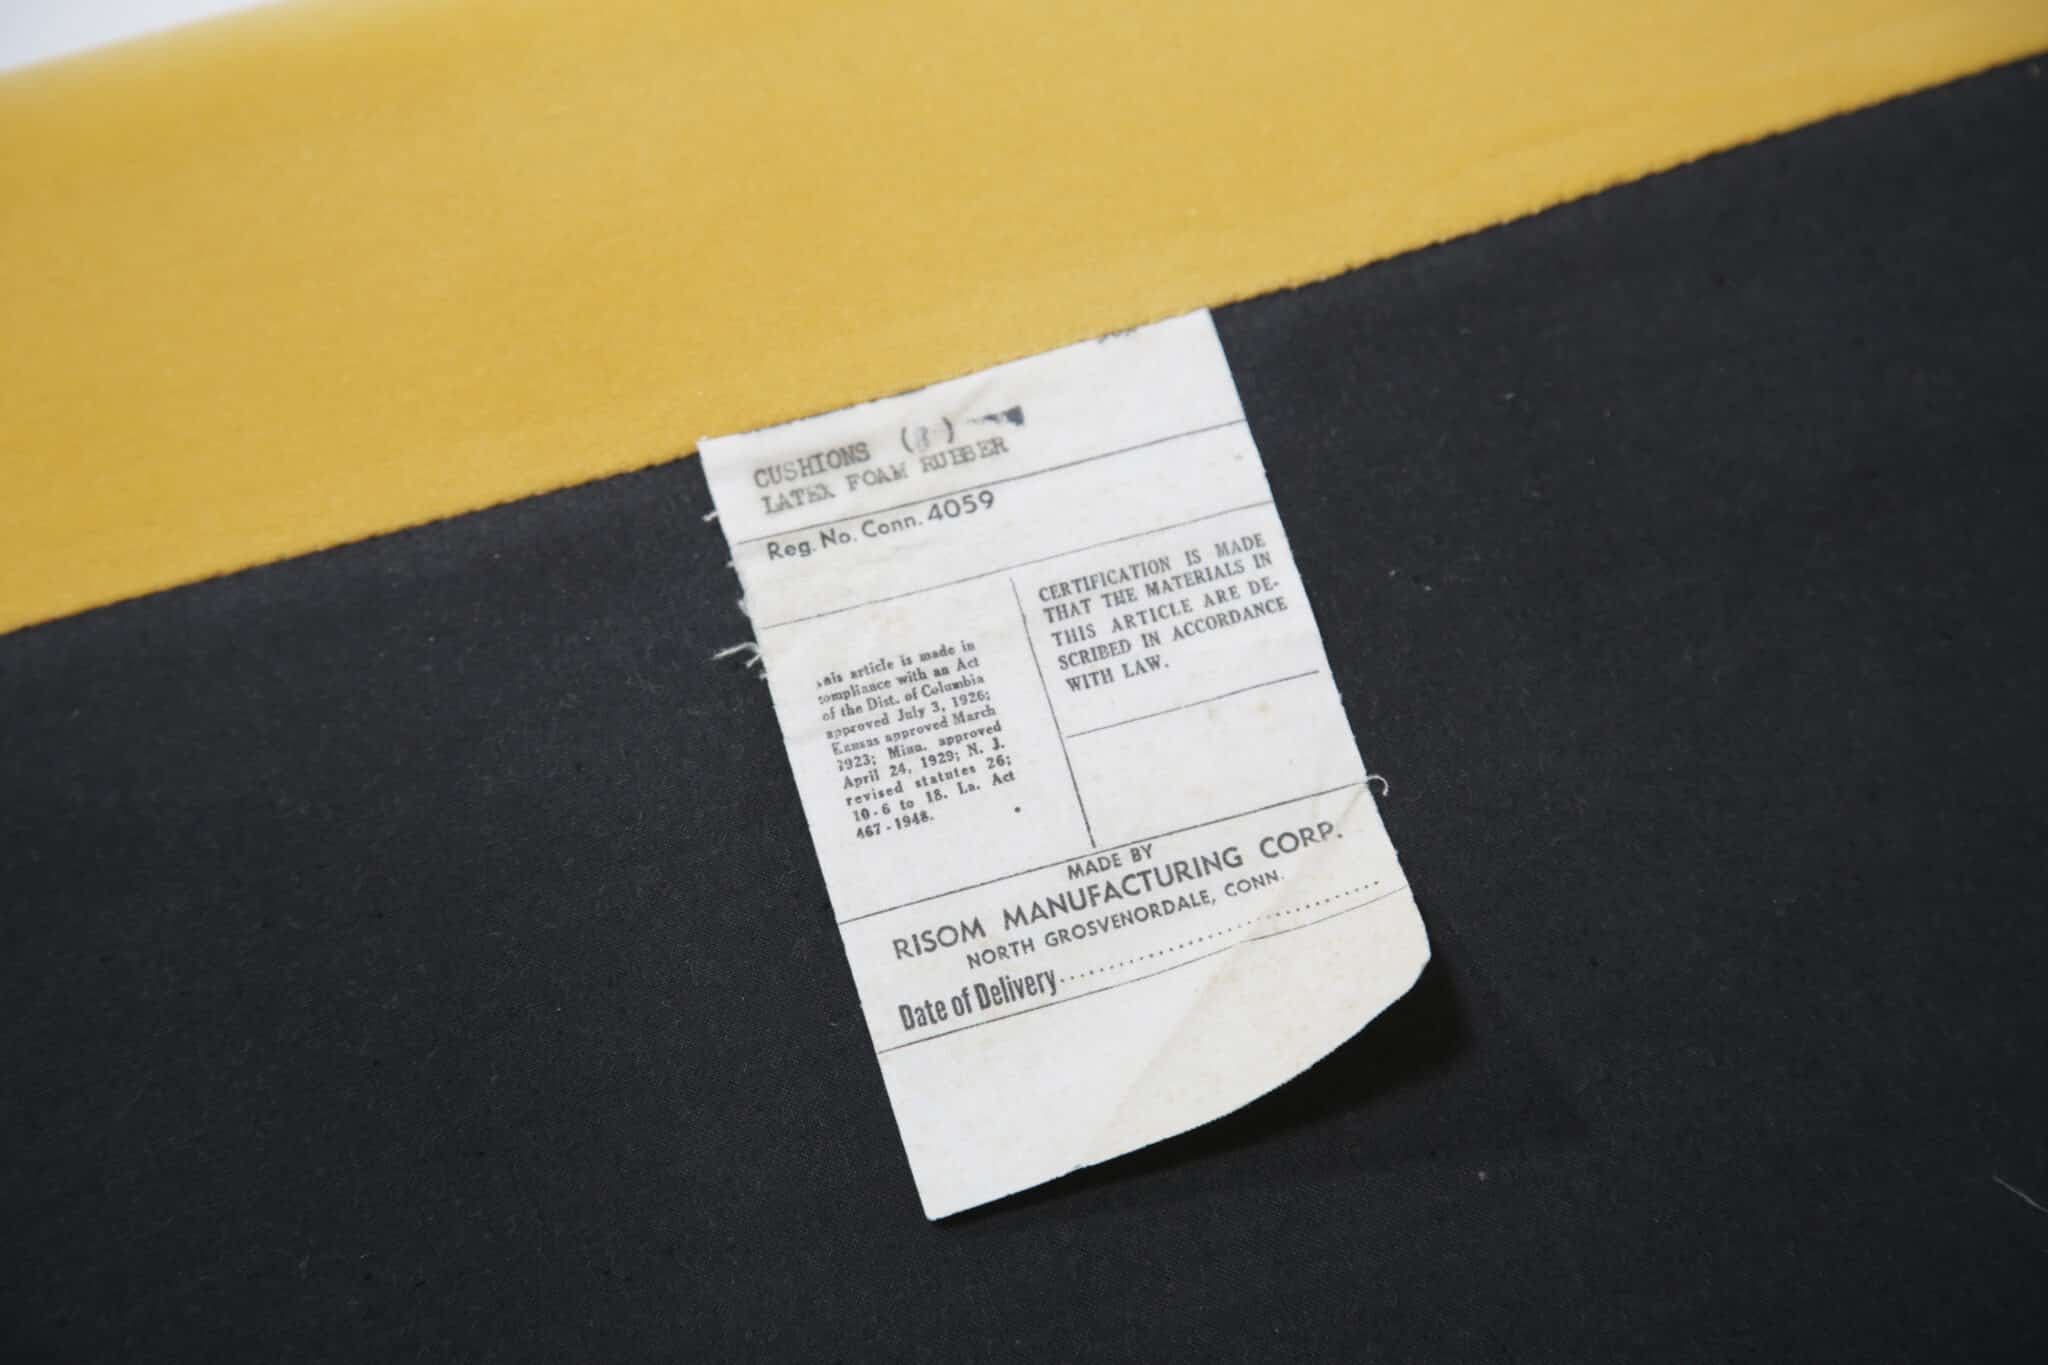 CUSHIONS ( )
LATEX FOAM RUBBER
Reg. No. Conn. 4059
article is made in
compliance with an Act
of the Dist. of Columbia
approved July 3, 1926;
Kansas approved March
1923; Minn. approved
April 24, 1929; N. J.
revised statutes 26;
10-6 to 18. La. Act
467-1948.
CERTIFICATION IS MADE
THAT THE MATERIALS IN
THIS ARTICLE ARE DE-
SCRIBED IN ACCORDANCE
WITH LAW.
MADE BY
RISOM MANUFACTURING CORP.
NORTH GROSVENORDALE, CONN.
Date of Delivery